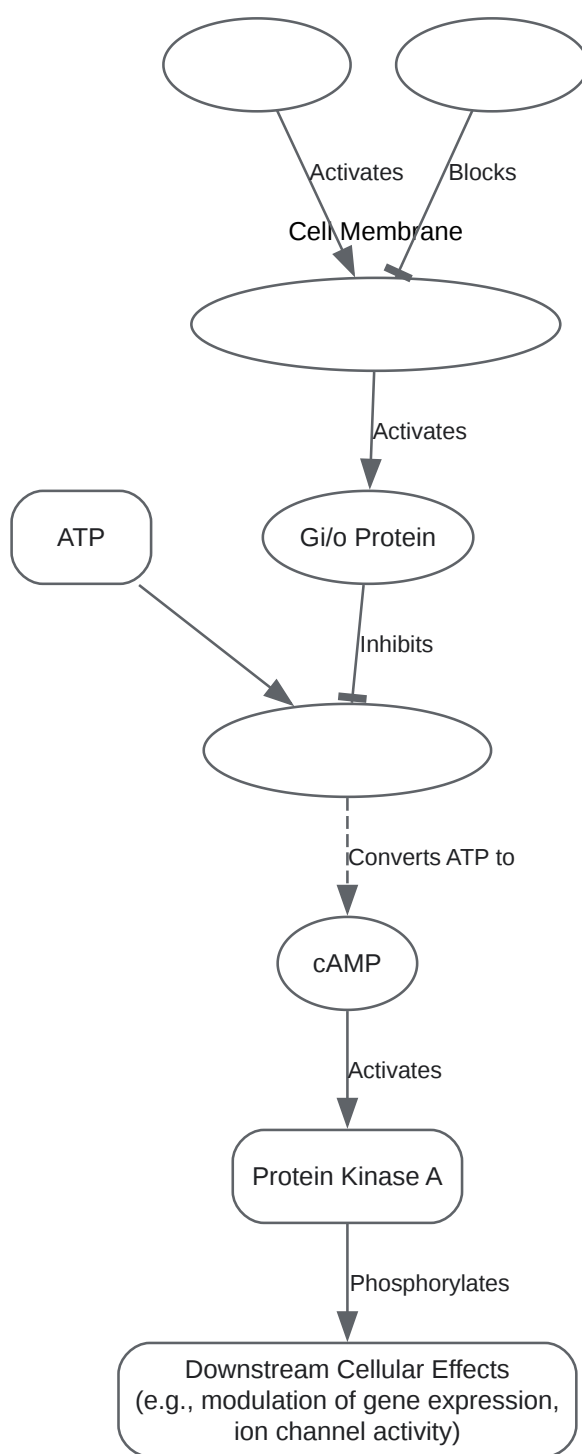 Activates
Blocks
Cell Membrane
Activates
ATP
Gi/o Protein
Inhibits
Converts ATP to
cAMP
Activates
Protein Kinase A
Phosphorylates
Downstream Cellular Effects
(e.g., modulation of gene expression,
ion channel activity)